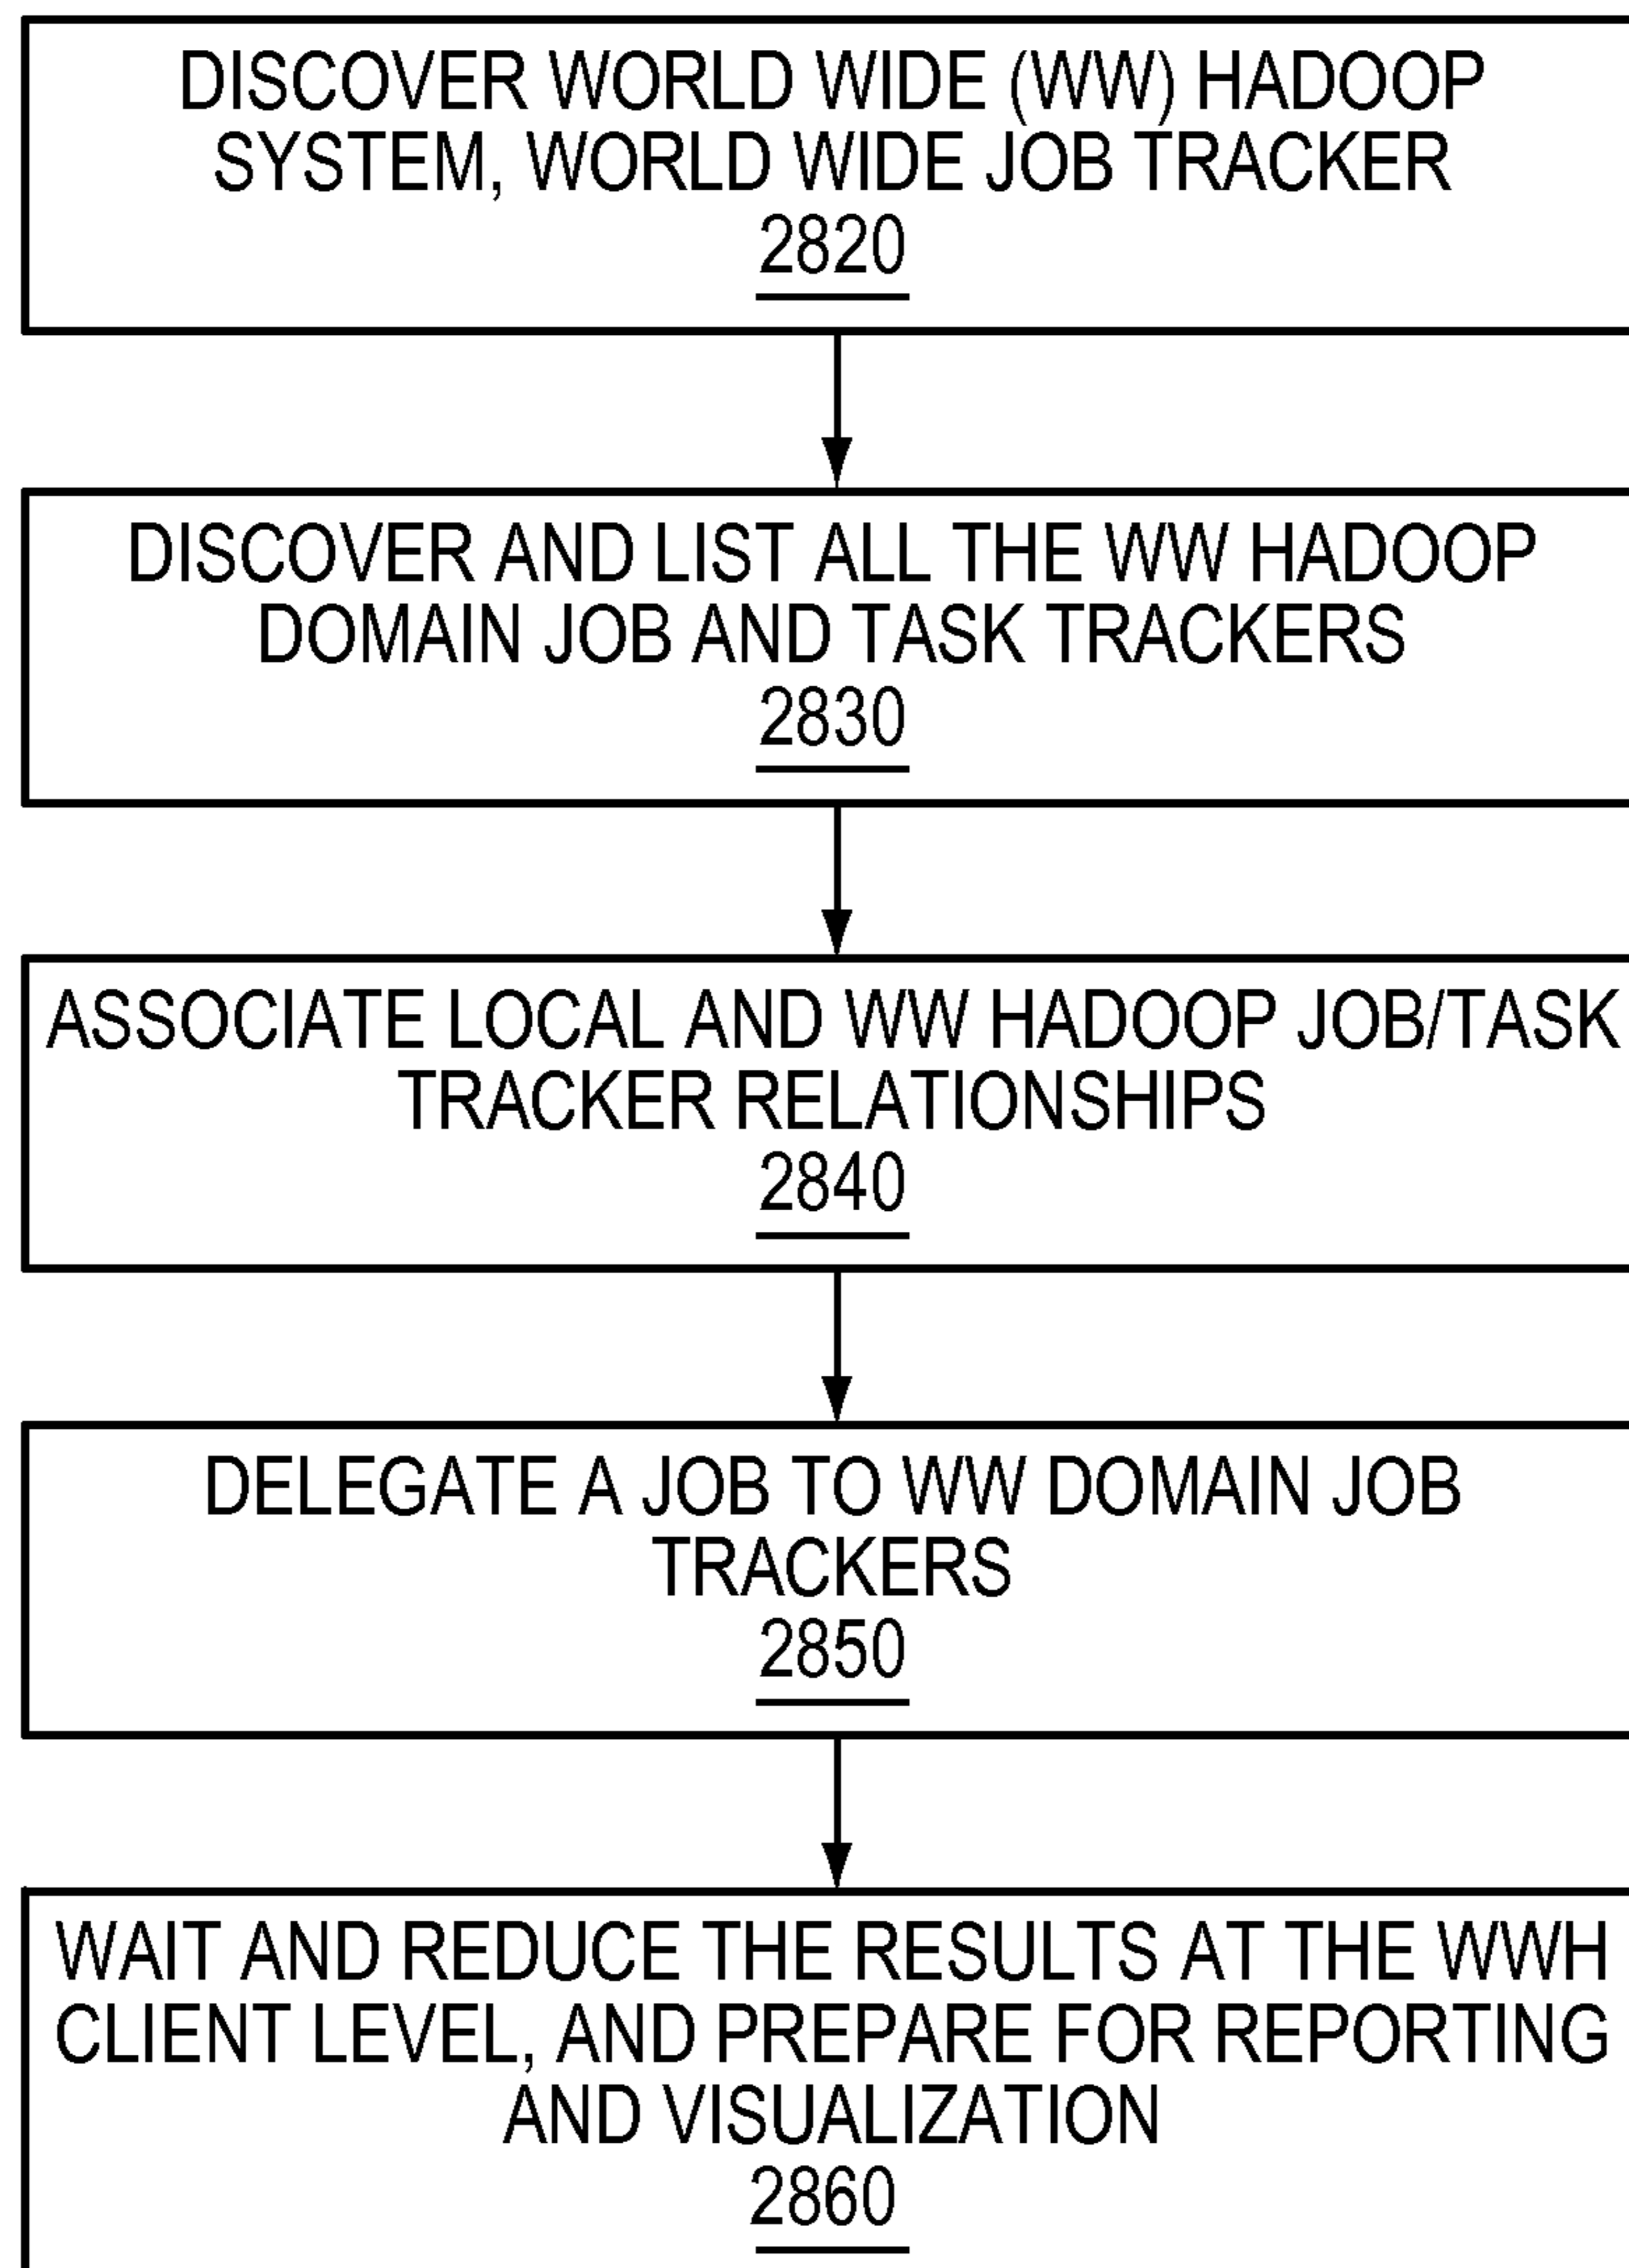 DISCOVER WORLD WIDE (WW) HADOOP
SYSTEM, WORLD WIDE JOB TRACKER
2820
DISCOVER AND LIST ALL THE WW HADOOP
DOMAIN JOB AND TASK TRACKERS
2830
ASSOCIATE LOCAL AND WW HADOOP JOB/TASK
TRACKER RELATIONSHIPS
2840
DELEGATE A JOB TO WW DOMAIN JOB
TRACKERS
2850
WAIT AND REDUCE THE RESULTS AT THE WWH
CLIENT LEVEL, AND PREPARE FOR REPORTING
AND VISUALIZATION
2860